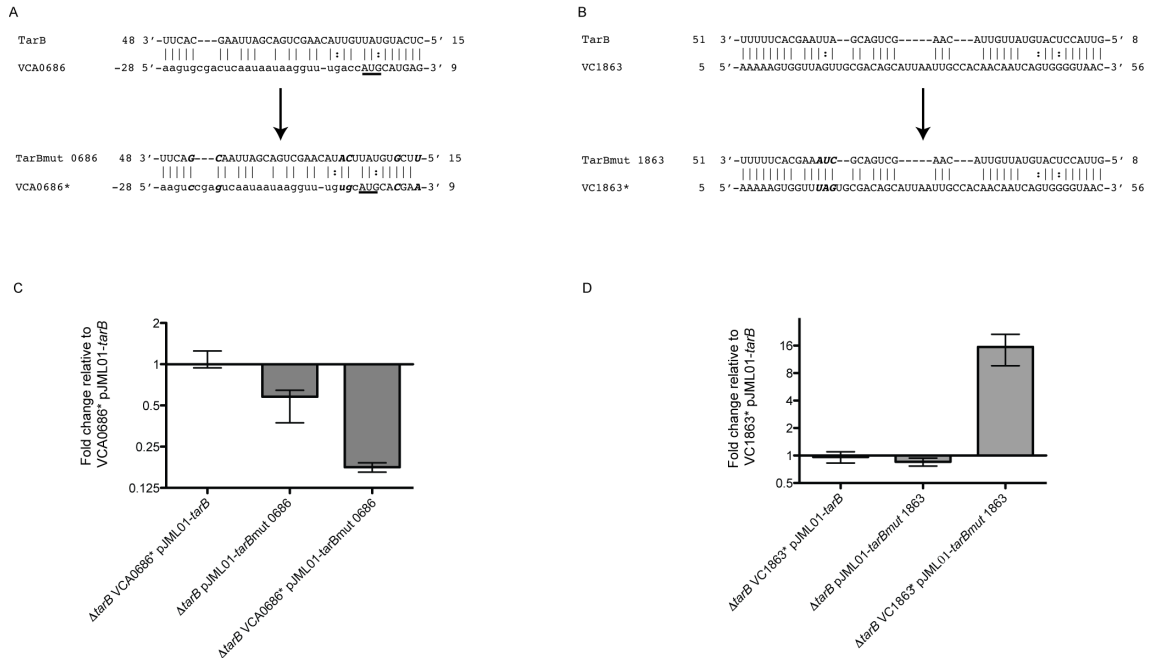 A
TarB 48 3'-UUCAC---GAAUUAGCAGUCGAACAUUGUUAUGUACUC-5' 15
||||| || || ||| | ||| || |:|| ||:|||||||
VCA0686 -28 5'-aagugcgacucaauaauaagguuu-ugaccAUGCAUGAG-3' 9
TarBmut 0686 48 3'-UUCAG---CAAUUAGCAGUCGAACAUACUUAUGUGCUU-5' 15
||||| || || ||| | ||| || |:|| ||:|||||||
VCA0686* -28 5'-aaguccgagucaauaauaagguuu-ugugcAUGCACGAA-3' 9
B
TarB 51 3'-UUUUUCACGAAUUA--GCAGUCG-----AAC---AUUGUUAUGUACUCCAUUG-5' 8
VC1863 5 5'-AAAAAGUGGUUAGUUGCGACAGCAUUAAUUGCCACAACAAUCAGUGGGGUAAC-3' 56
TarBmut 1863 51 3'-UUUUUCACGAAAUC--GCAGUCG-----AAC---AUUGUUAUGUACUCCAUUG-5' 8
VC1863* 5 5'-AAAAAGUGGUUUAGUGCGACAGCAUUAAUUGCCACAACAAUCAGUGGGGUAAC-3' 56
C
Fold change relative to
VCA0686* pJML01-tarB
2
1
0.5
0.25
0.125
ΔtarB VCA0686* pJML01-tarB
ΔtarB pJML01-tarBmut 0686
ΔtarB VCA0686* pJML01-tarBmut 0686
D
Fold change relative to
VC1863* pJML01-tarB
16
8
4
2
1
0.5
ΔtarB VC1863* pJML01-tarB
ΔtarB pJML01-tarBmut 1863
ΔtarB VC1863* pJML01-tarBmut 1863